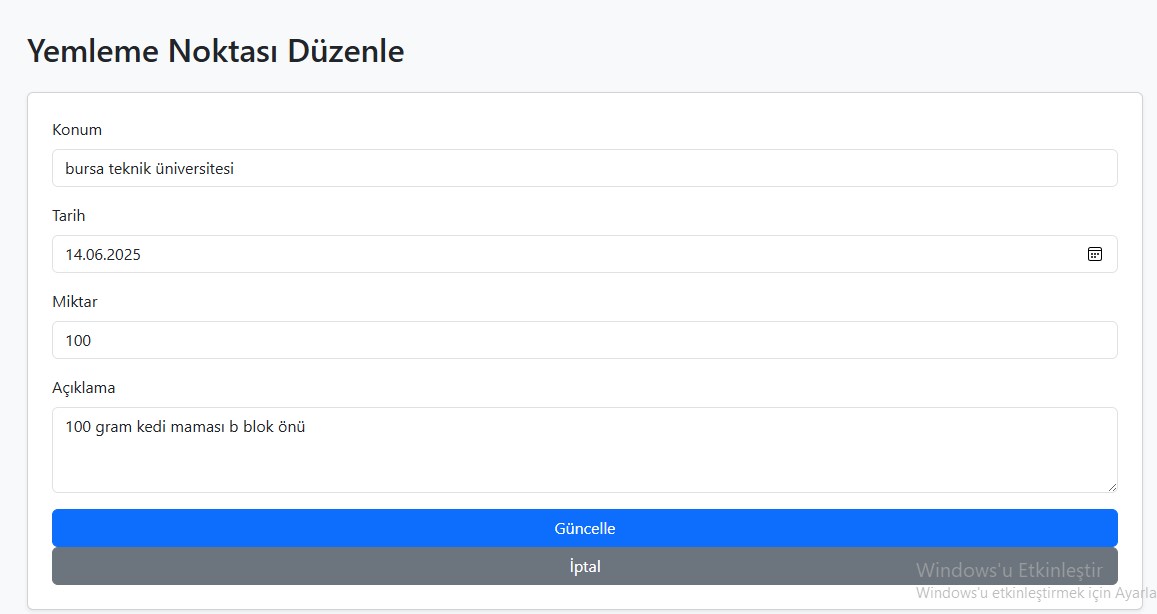 Yemleme Noktası Düzenle
Konum
bursa teknik üniversitesi
Tarih
14.06.2025
Miktar
100
Açıklama
100 gram kedi maması b blok önü
Güncelle
İptal
Windows'u Etkinleştir
Windows'u etkinleştirmek için Ayarla